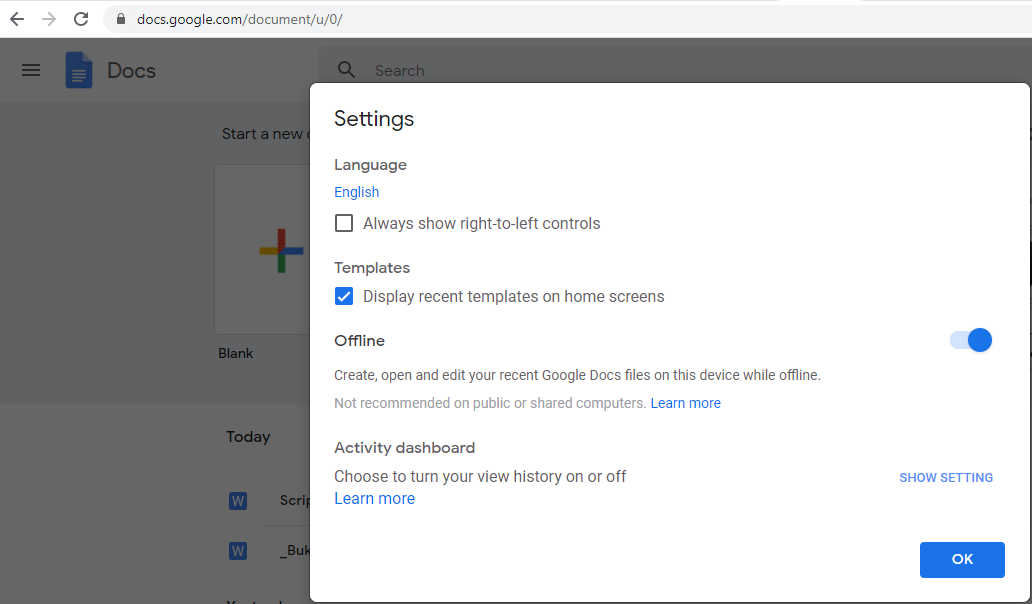 docs.google.com/document/u/0/
Docs
Search
Start a new
Settings
Language
English
Always show right-to-left controls
Templates
Display recent templates on home screens
Offline
Create, open and edit your recent Google Docs files on this device while offline.
Not recommended on public or shared computers. Learn more
Activity dashboard
Choose to turn your view history on or off
SHOW SETTING
Learn more
OK
Blank
Today
W Scrip
W _Buk